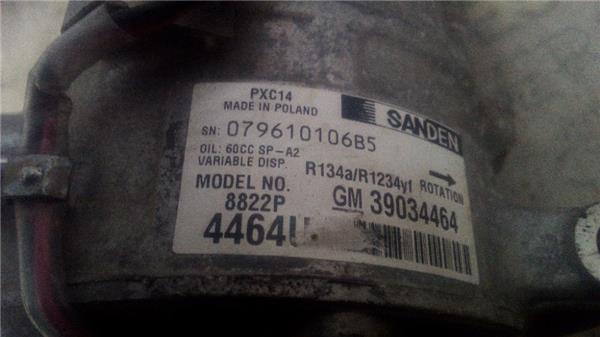 PXC14
MADE IN POLAND
SANDEN
SN: 079610106B5
OIL: 60CC SP-A2
VARIABLE DISP.
R134a/R1234yf ROTATION
MODEL NO.
8822P
GM 39034464